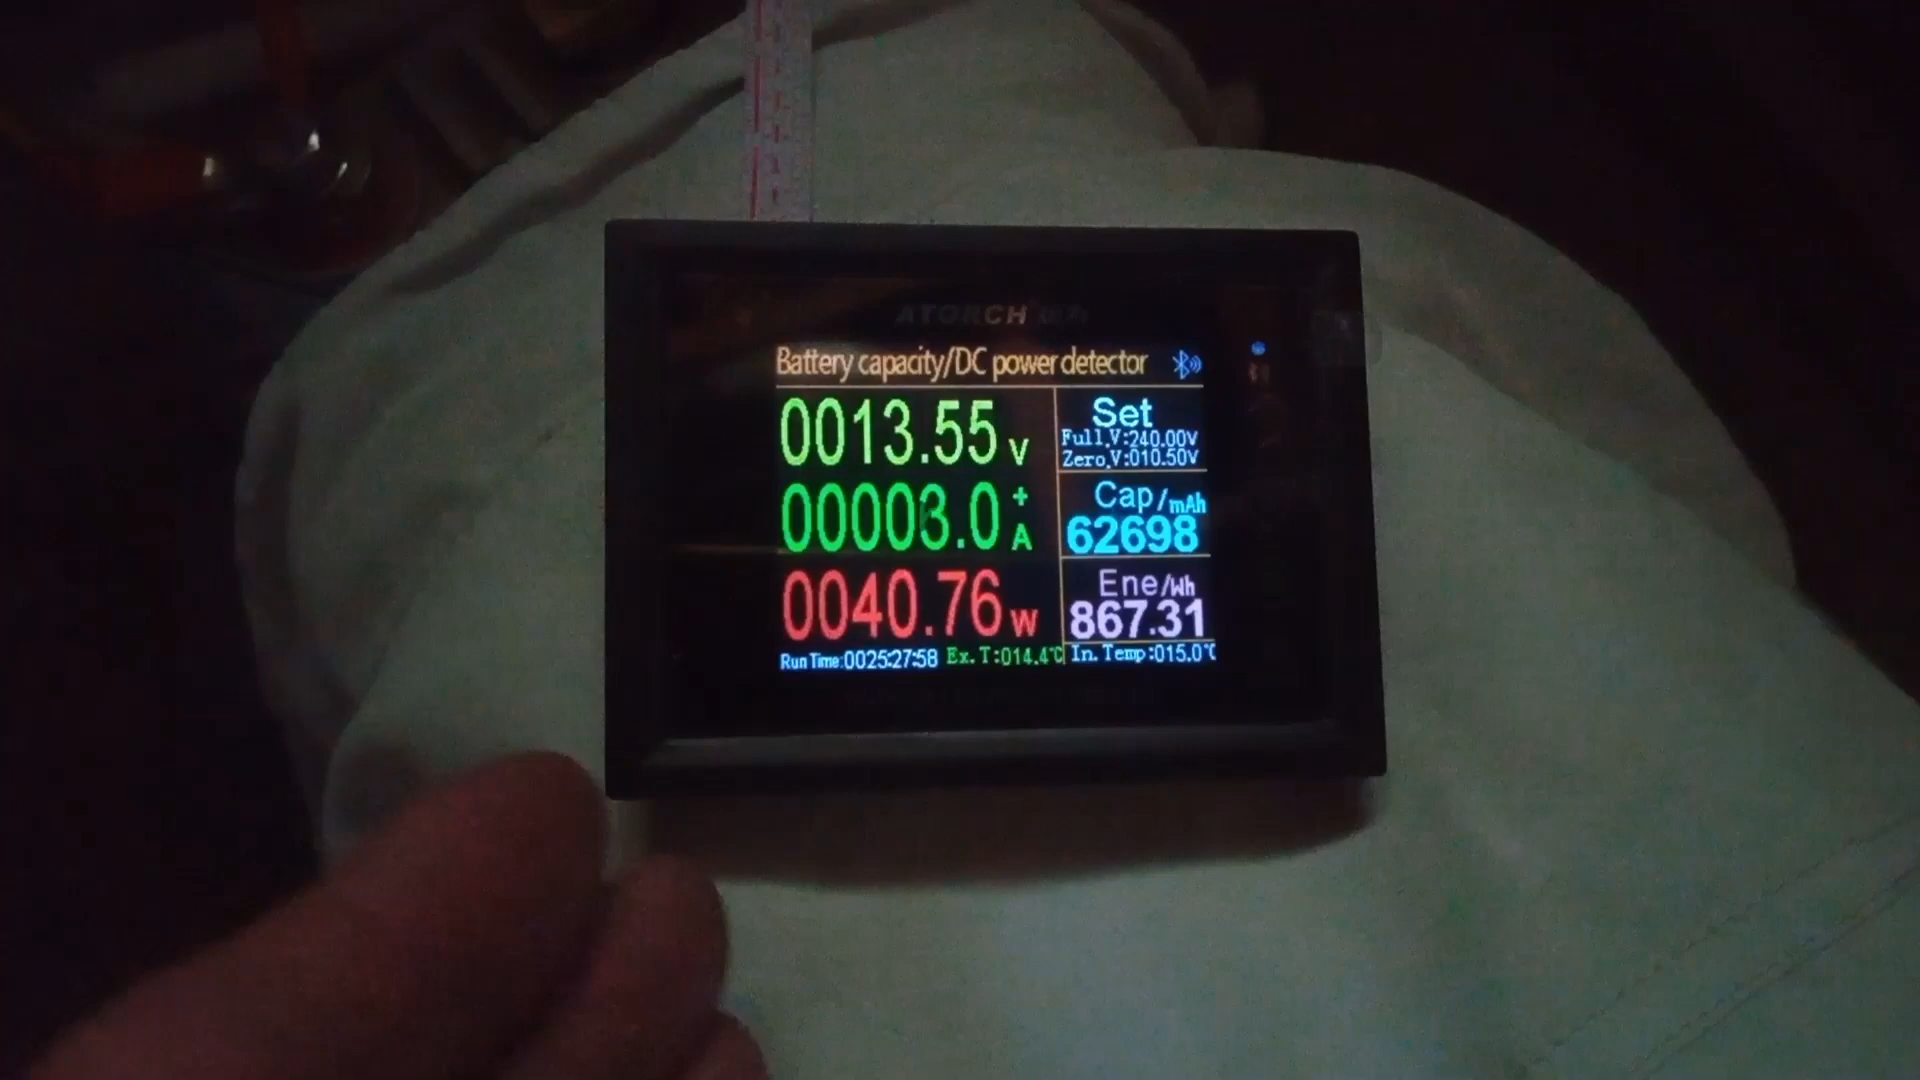 ATORCH
Battery capacity/DC power detector
0013.55 V
Set
Full.V:240.00V
Zero.V:010.50V
00003.0 + A
Cap/mAh
62698
0040.76 W
Ene/Wh
867.31
Run Time:0025:27:58 Ex.T:014.4℃ In.Temp:015.0℃